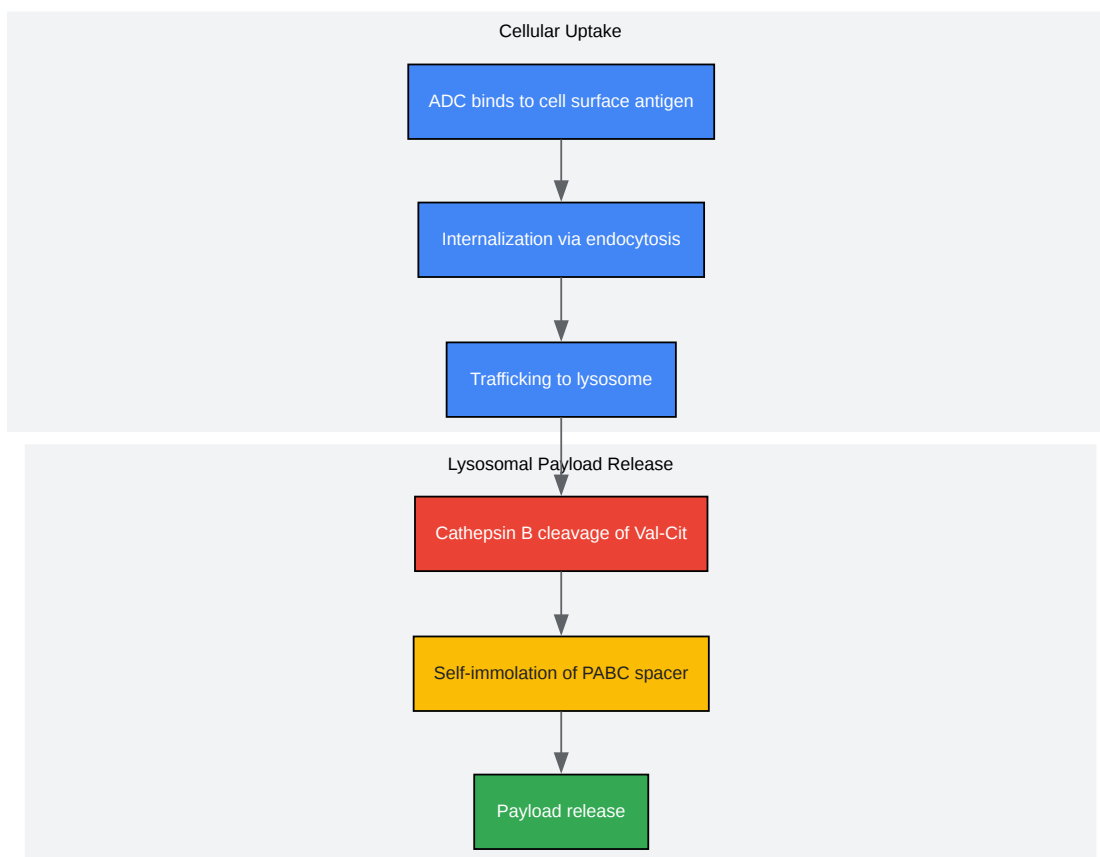 Cellular Uptake
ADC binds to cell surface antigen
Internalization via endocytosis
Trafficking to lysosome
Lysosomal Payload Release
Cathepsin B cleavage of Val-Cit
Self-immolation of PABC spacer
Payload release